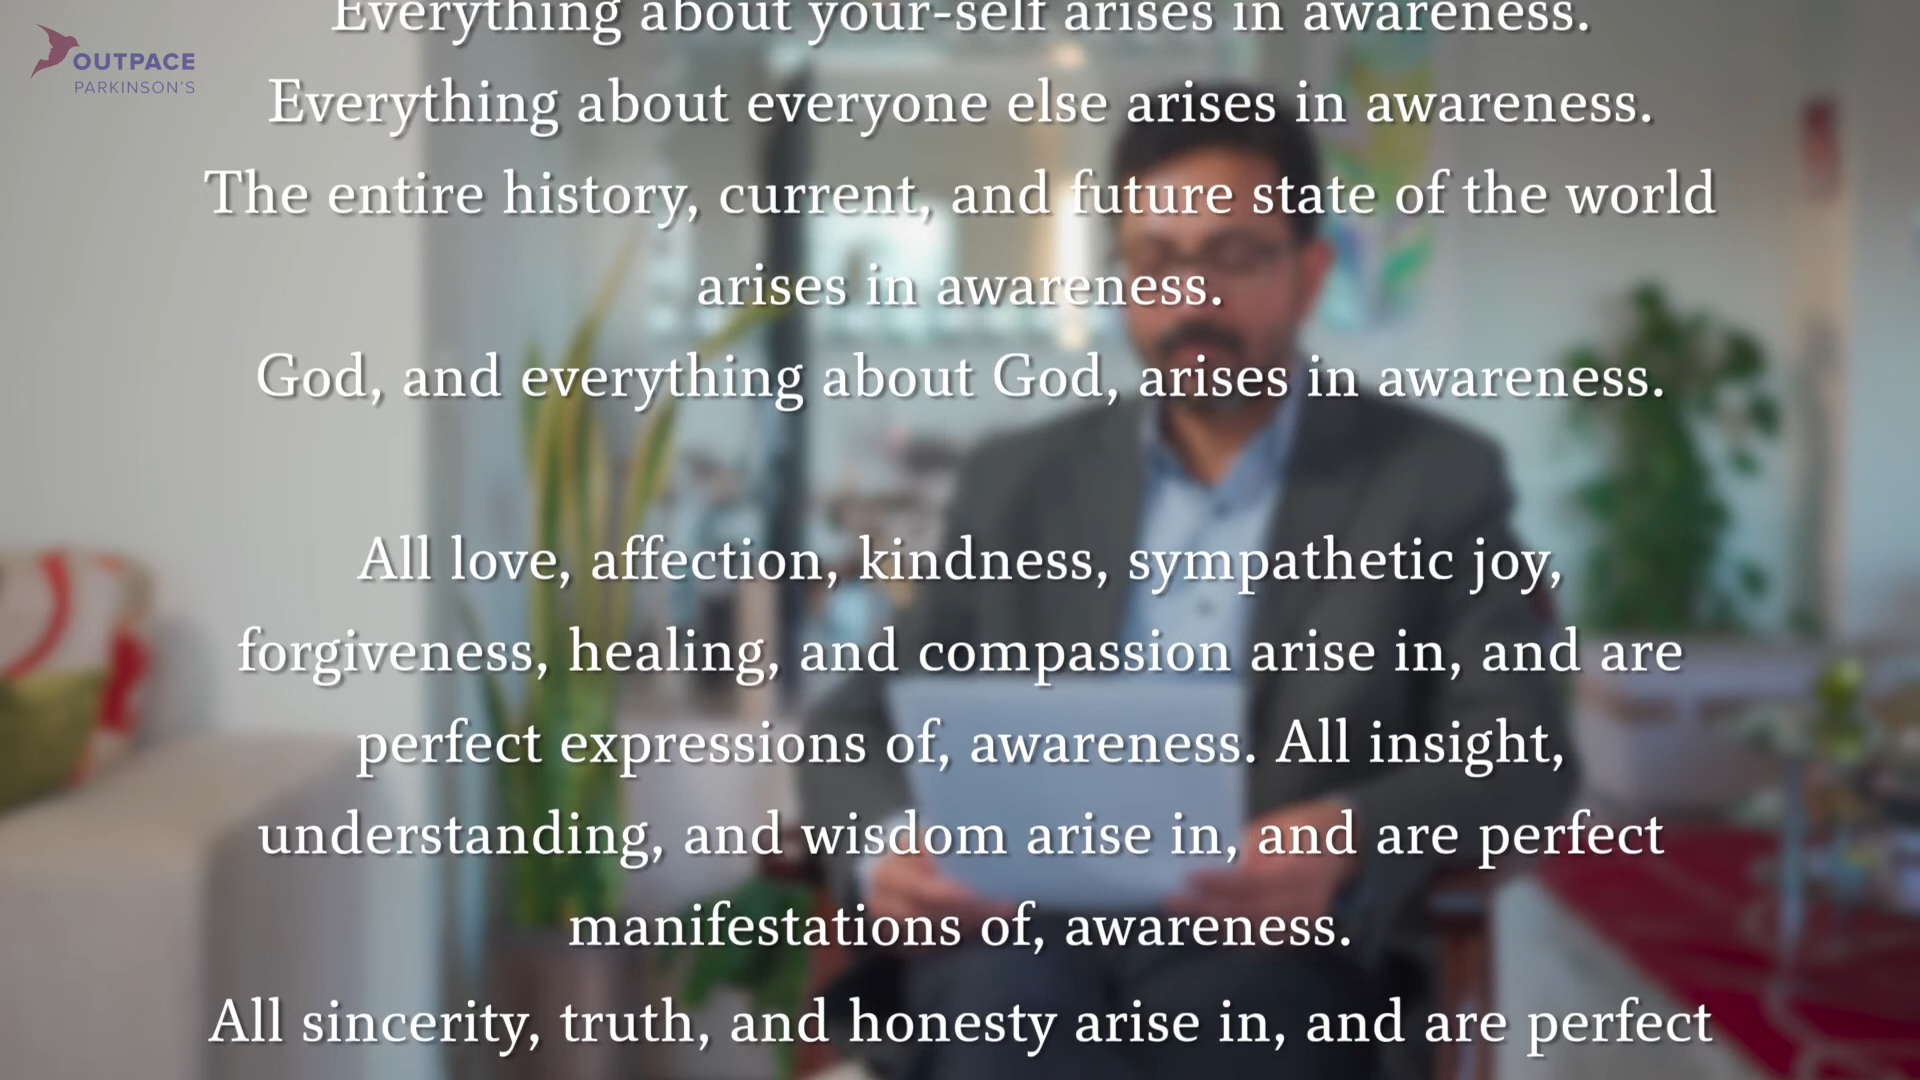 Everything about your-self arises in awareness.
OUTPACE
PARKINSON'S
Everything about everyone else arises in awareness.
The entire history, current, and future state of the world
arises in awareness.
God, and everything about God, arises in awareness.
All love, affection, kindness, sympathetic joy,
forgiveness, healing, and compassion arise in, and are
perfect expressions of, awareness. All insight,
understanding, and wisdom arise in, and are perfect
manifestations of, awareness.
All sincerity, truth, and honesty arise in, and are perfect